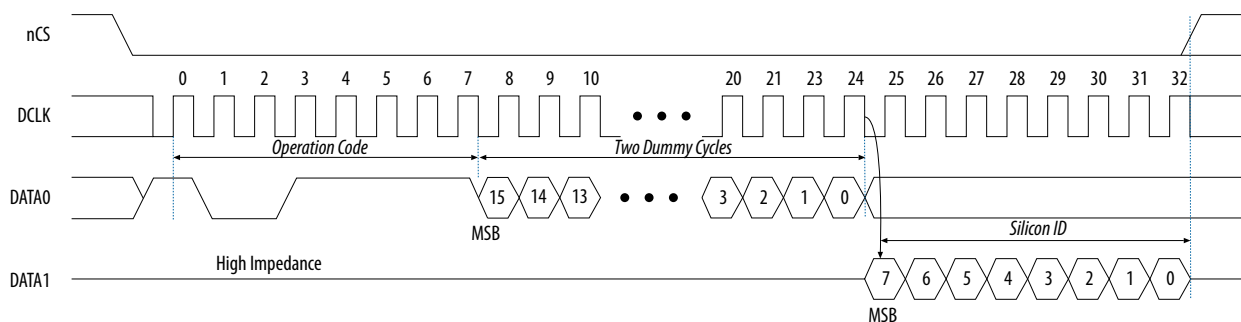 nCS
0 1 2 3 4 5 6 7 8 9 10 20 21 23 24 25 26 27 28 29 30 31 32
DCLK
Operation Code Two Dummy Cycles
DATA0 15 14 13 3 2 1 0
MSB
Silicon ID
High Impedance
DATA1 7 6 5 4 3 2 1 0
MSB